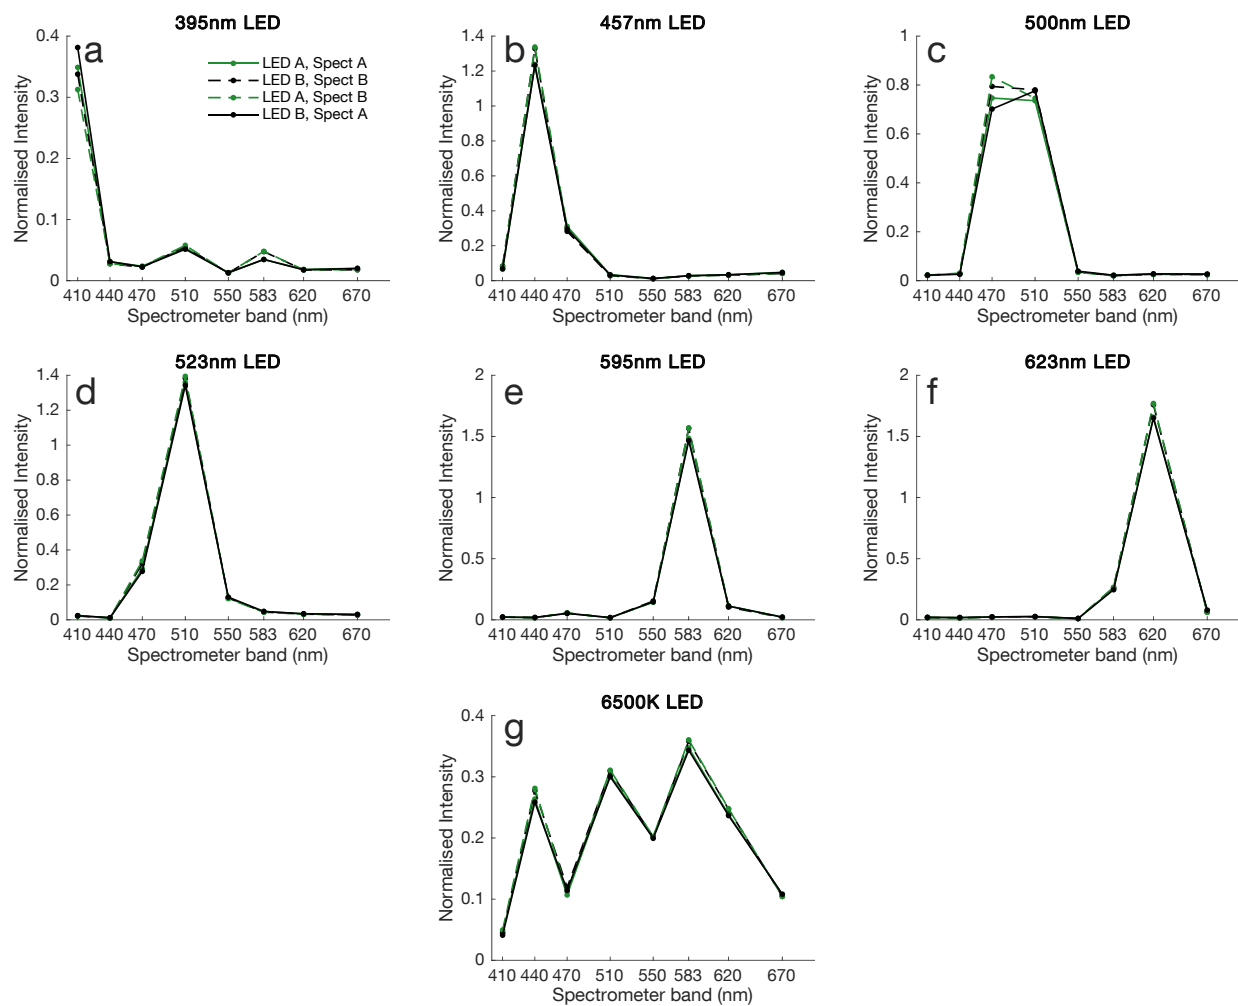 395nm LED
a
LED A, Spect A
LED B, Spect B
LED A, Spect B
LED B, Spect A
Normalised Intensity
0.4
0.3
0.2
0.1
0
410 440 470 510 550 583 620 670
Spectrometer band (nm)
457nm LED
b
Normalised Intensity
1.4
1.2
1
0.8
0.6
0.4
0.2
0
410 440 470 510 550 583 620 670
Spectrometer band (nm)
500nm LED
c
Normalised Intensity
1
0.8
0.6
0.4
0.2
0
410 440 470 510 550 583 620 670
Spectrometer band (nm)
523nm LED
d
Normalised Intensity
1.4
1.2
1
0.8
0.6
0.4
0.2
0
410 440 470 510 550 583 620 670
Spectrometer band (nm)
595nm LED
e
Normalised Intensity
2
1.5
1
0.5
0
410 440 470 510 550 583 620 670
Spectrometer band (nm)
623nm LED
f
Normalised Intensity
2
1.5
1
0.5
0
410 440 470 510 550 583 620 670
Spectrometer band (nm)
6500K LED
g
Normalised Intensity
0.4
0.3
0.2
0.1
0
410 440 470 510 550 583 620 670
Spectrometer band (nm)